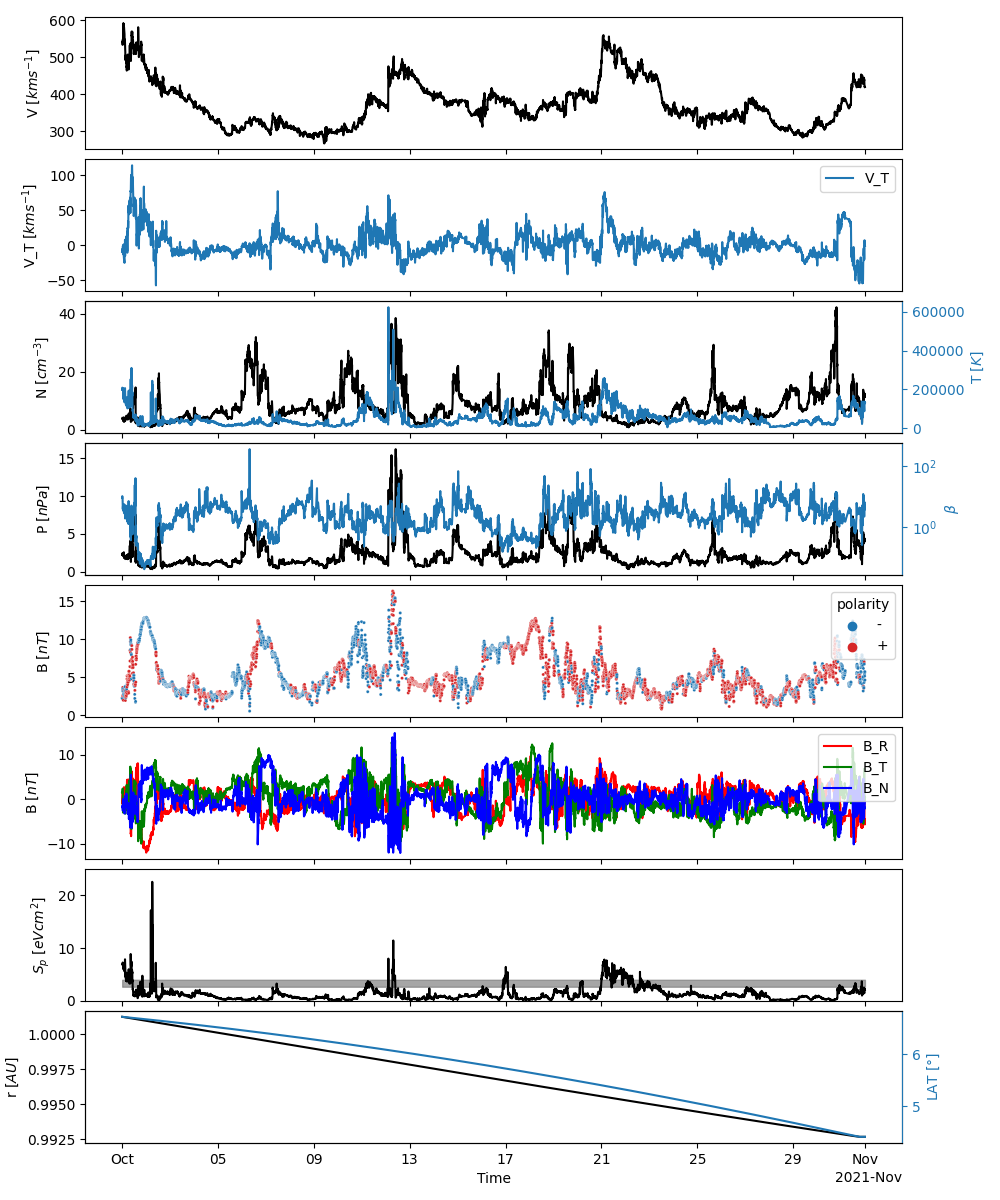 600
500
400
300
V [kms⁻¹]
100
50
0
−50
V_T [kms⁻¹]
V_T
40
20
0
N [cm⁻³]
600000
400000
200000
0
T [K]
15
10
5
0
P [nPa]
10²
10⁰
β
15
10
5
0
B [nT]
polarity
-
+
10
0
−10
B [nT]
B_R
B_T
B_N
20
10
0
Sₚ [eVcm²]
1.0000
0.9975
0.9950
0.9925
r [AU]
6
5
LAT [°]
Oct 05 09 13 17 21 25 29 Nov
Time
2021-Nov